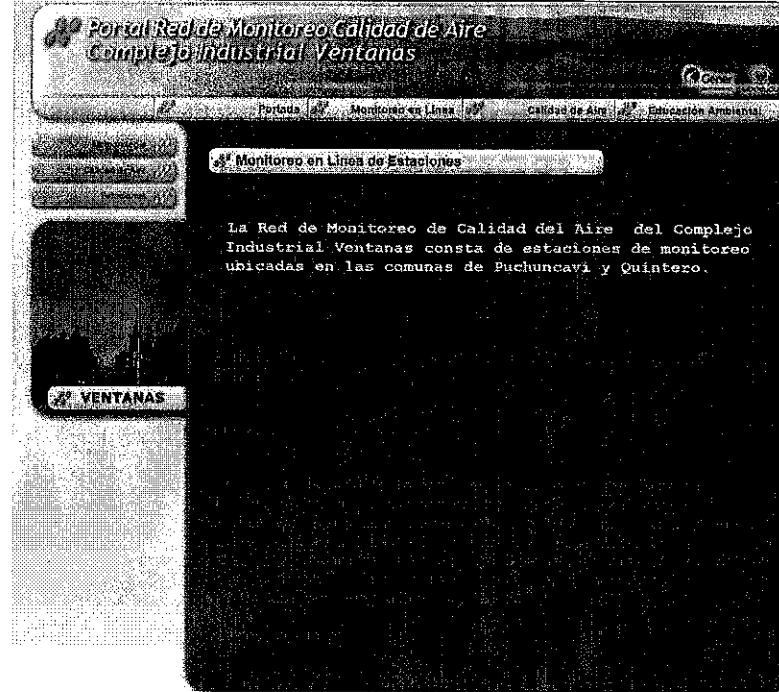 Portal Red de Monitoreo Calidad de Aire
Complejo Industrial Ventanas
Cerrar
Portada Monitoreo en Línea Calidad de Aire Educación Ambiental
Monitoreo en Linea de Estaciones
La Red de Monitoreo de Calidad del Aire del Complejo
Industrial Ventanas consta de estaciones de monitoreo
ubicadas en las comunas de Puchuncaví y Quintero.
VENTANAS